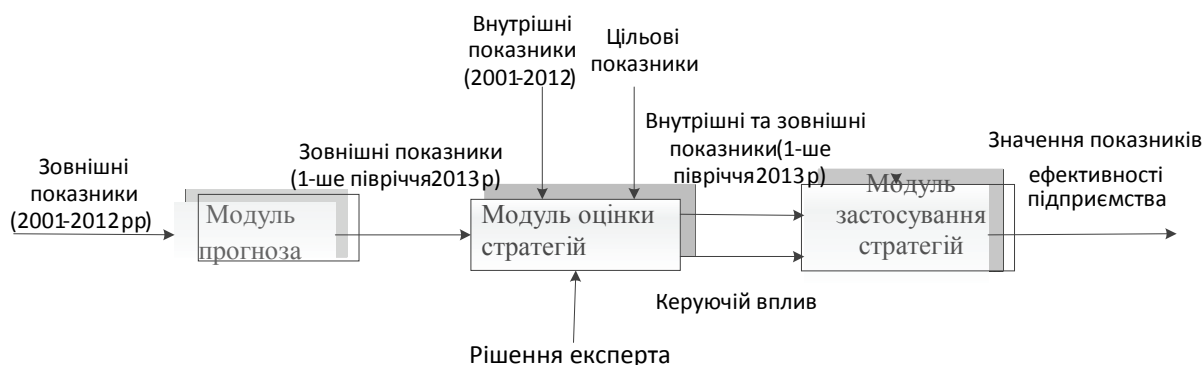 Внутрішні
показники
(2001-2012)
Цільові
показники
Зовнішні
показники
(2001-2012рр)
Модуль
прогноза
Зовнішні показники
(1-ше півріччя2013р)
Модуль оцінки
стратегій
Рішення експерта
Внутрішні та зовнішні
показники(1-ше
півріччя2013р)
Керуючій вплив
Модуль
застосування
стратегій
Значення показників
ефективності
підприємства